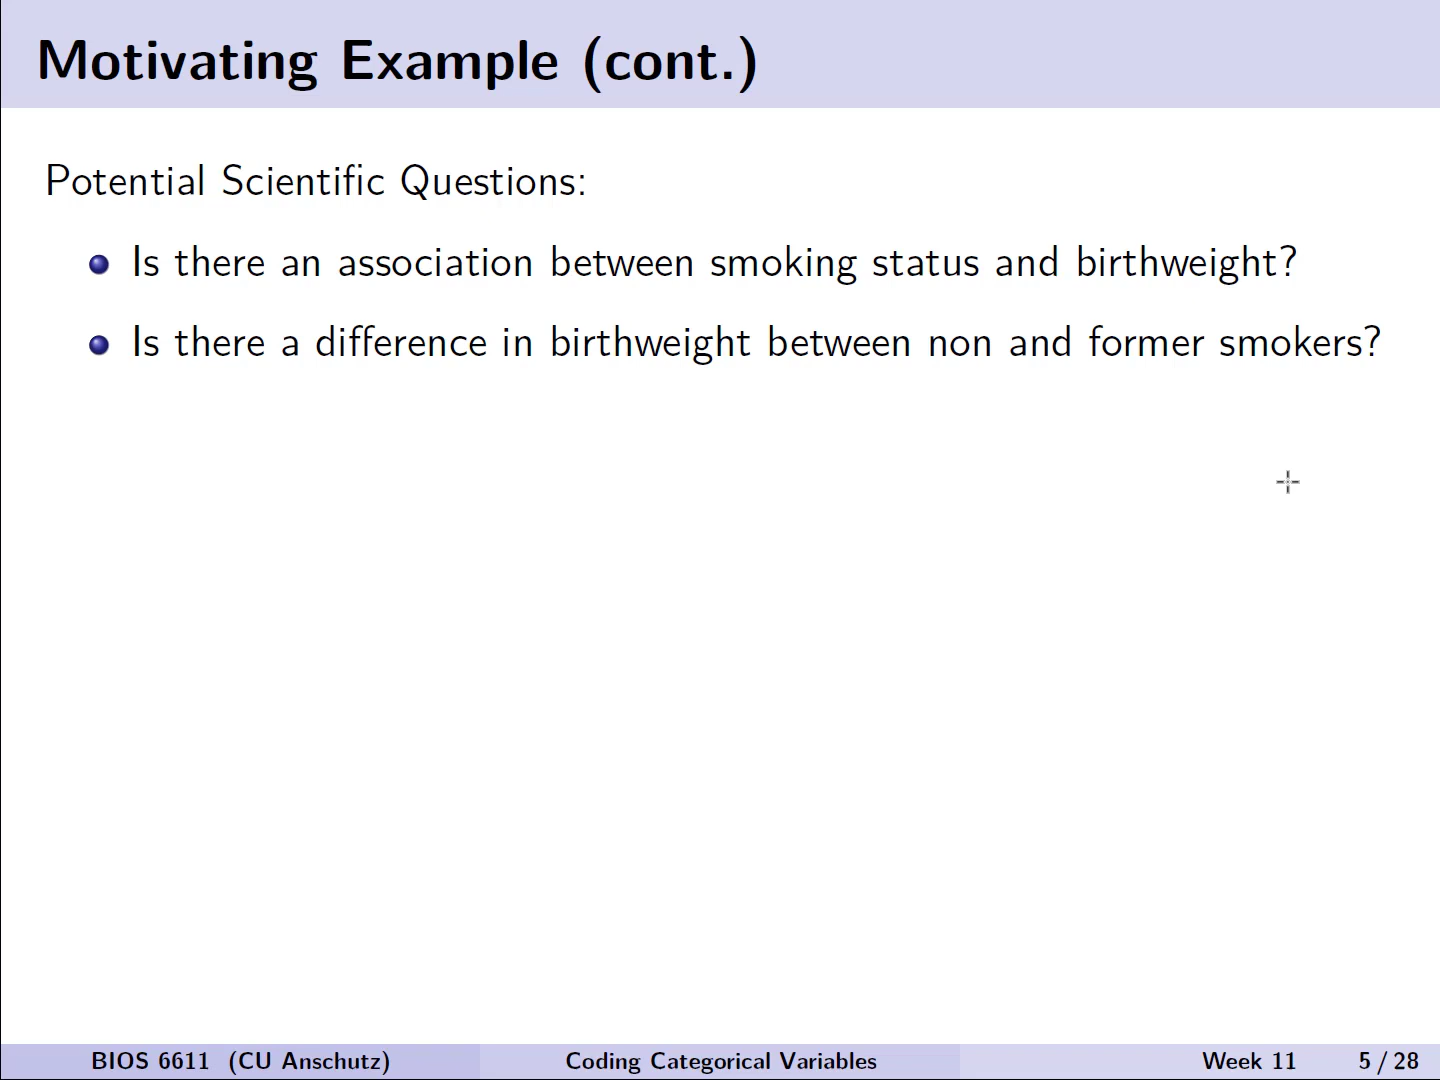 Motivating Example (cont.)
Potential Scientific Questions:
Is there an association between smoking status and birthweight?
Is there a difference in birthweight between non and former smokers?
BIOS 6611 (CU Anschutz) Coding Categorical Variables Week 11 5 / 28